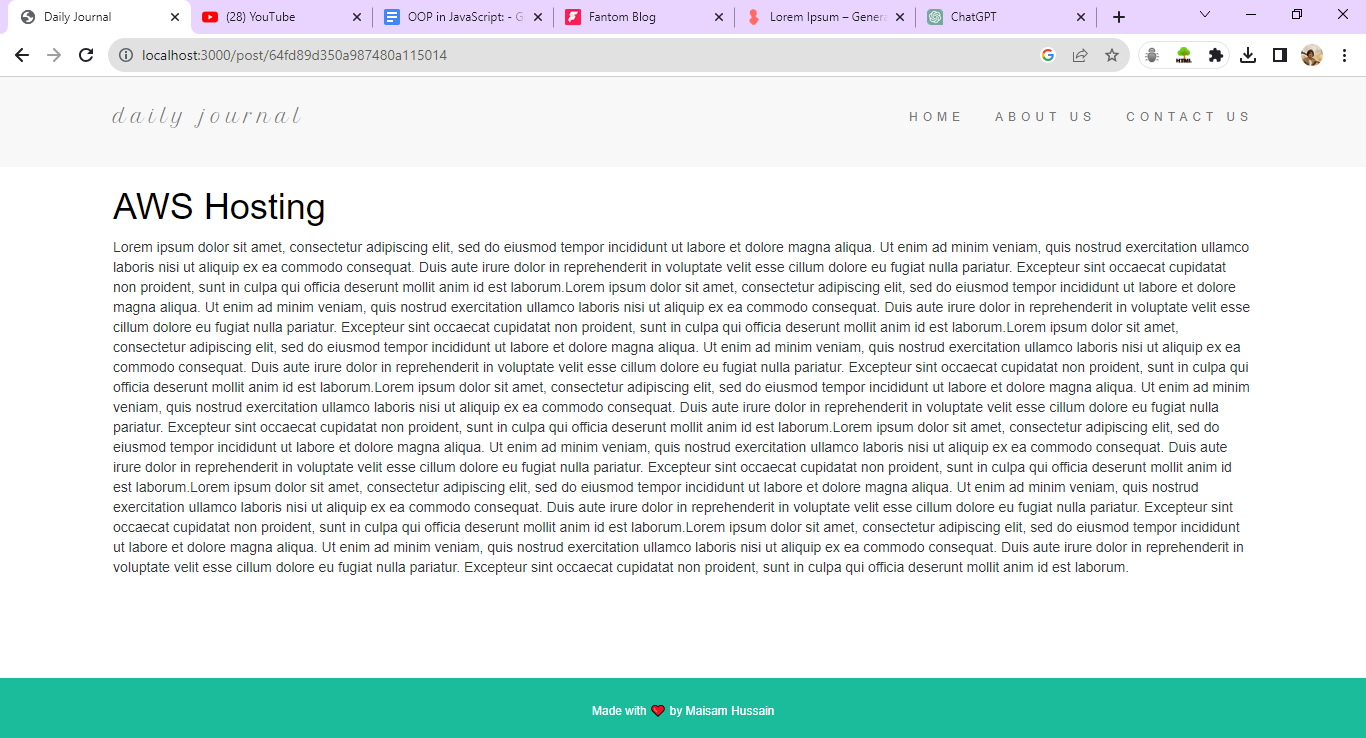 Daily Journal
(28) YouTube
OOP in JavaScript: - G
Fantom Blog
Lorem Ipsum – Genera
ChatGPT
localhost:3000/post/64fd89d350a987480a115014
HTML
daily journal
HOME
ABOUT US
CONTACT US
AWS Hosting
Lorem ipsum dolor sit amet, consectetur adipiscing elit, sed do eiusmod tempor incididunt ut labore et dolore magna aliqua. Ut enim ad minim veniam, quis nostrud exercitation ullamco
laboris nisi ut aliquip ex ea commodo consequat. Duis aute irure dolor in reprehenderit in voluptate velit esse cillum dolore eu fugiat nulla pariatur. Excepteur sint occaecat cupidatat
non proident, sunt in culpa qui officia deserunt mollit anim id est laborum.Lorem ipsum dolor sit amet, consectetur adipiscing elit, sed do eiusmod tempor incididunt ut labore et dolore
magna aliqua. Ut enim ad minim veniam, quis nostrud exercitation ullamco laboris nisi ut aliquip ex ea commodo consequat. Duis aute irure dolor in reprehenderit in voluptate velit esse
cillum dolore eu fugiat nulla pariatur. Excepteur sint occaecat cupidatat non proident, sunt in culpa qui officia deserunt mollit anim id est laborum.Lorem ipsum dolor sit amet,
consectetur adipiscing elit, sed do eiusmod tempor incididunt ut labore et dolore magna aliqua. Ut enim ad minim veniam, quis nostrud exercitation ullamco laboris nisi ut aliquip ex ea
commodo consequat. Duis aute irure dolor in reprehenderit in voluptate velit esse cillum dolore eu fugiat nulla pariatur. Excepteur sint occaecat cupidatat non proident, sunt in culpa qui
officia deserunt mollit anim id est laborum.Lorem ipsum dolor sit amet, consectetur adipiscing elit, sed do eiusmod tempor incididunt ut labore et dolore magna aliqua. Ut enim ad minim
veniam, quis nostrud exercitation ullamco laboris nisi ut aliquip ex ea commodo consequat. Duis aute irure dolor in reprehenderit in voluptate velit esse cillum dolore eu fugiat nulla
pariatur. Excepteur sint occaecat cupidatat non proident, sunt in culpa qui officia deserunt mollit anim id est laborum.Lorem ipsum dolor sit amet, consectetur adipiscing elit, sed do
eiusmod tempor incididunt ut labore et dolore magna aliqua. Ut enim ad minim veniam, quis nostrud exercitation ullamco laboris nisi ut aliquip ex ea commodo consequat. Duis aute
irure dolor in reprehenderit in voluptate velit esse cillum dolore eu fugiat nulla pariatur. Excepteur sint occaecat cupidatat non proident, sunt in culpa qui officia deserunt mollit anim id
est laborum.Lorem ipsum dolor sit amet, consectetur adipiscing elit, sed do eiusmod tempor incididunt ut labore et dolore magna aliqua. Ut enim ad minim veniam, quis nostrud
exercitation ullamco laboris nisi ut aliquip ex ea commodo consequat. Duis aute irure dolor in reprehenderit in voluptate velit esse cillum dolore eu fugiat nulla pariatur. Excepteur sint
occaecat cupidatat non proident, sunt in culpa qui officia deserunt mollit anim id est laborum.Lorem ipsum dolor sit amet, consectetur adipiscing elit, sed do eiusmod tempor incididunt
ut labore et dolore magna aliqua. Ut enim ad minim veniam, quis nostrud exercitation ullamco laboris nisi ut aliquip ex ea commodo consequat. Duis aute irure dolor in reprehenderit in
voluptate velit esse cillum dolore eu fugiat nulla pariatur. Excepteur sint occaecat cupidatat non proident, sunt in culpa qui officia deserunt mollit anim id est laborum.
Made with ❤ by Maisam Hussain